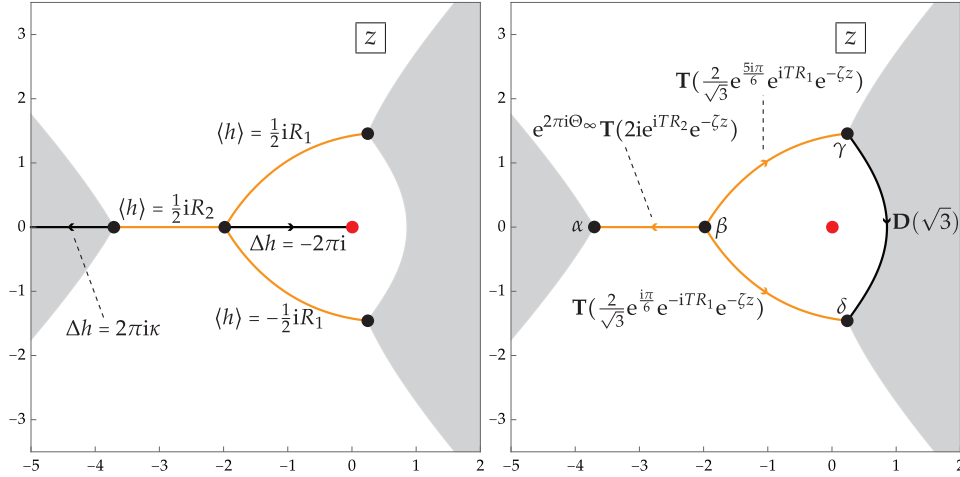 z
⟨h⟩ = ½iR₁
⟨h⟩ = ½iR₂
Δh = −2πi
⟨h⟩ = −½iR₁
Δh = 2πiκ
3
2
1
0
−1
−2
−3
−5 −4 −3 −2 −1 0 1 2
z
T(2/√3 e^{5iπ/6} e^{iTR₁} e^{−ζz})
e^{2πiΘ∞} T(2ie^{iTR₂} e^{−ζz})
γ
α
β
D(√3)
T(2/√3 e^{iπ/6} e^{−iTR₁} e^{−ζz})
δ
3
2
1
0
−1
−2
−3
−5 −4 −3 −2 −1 0 1 2